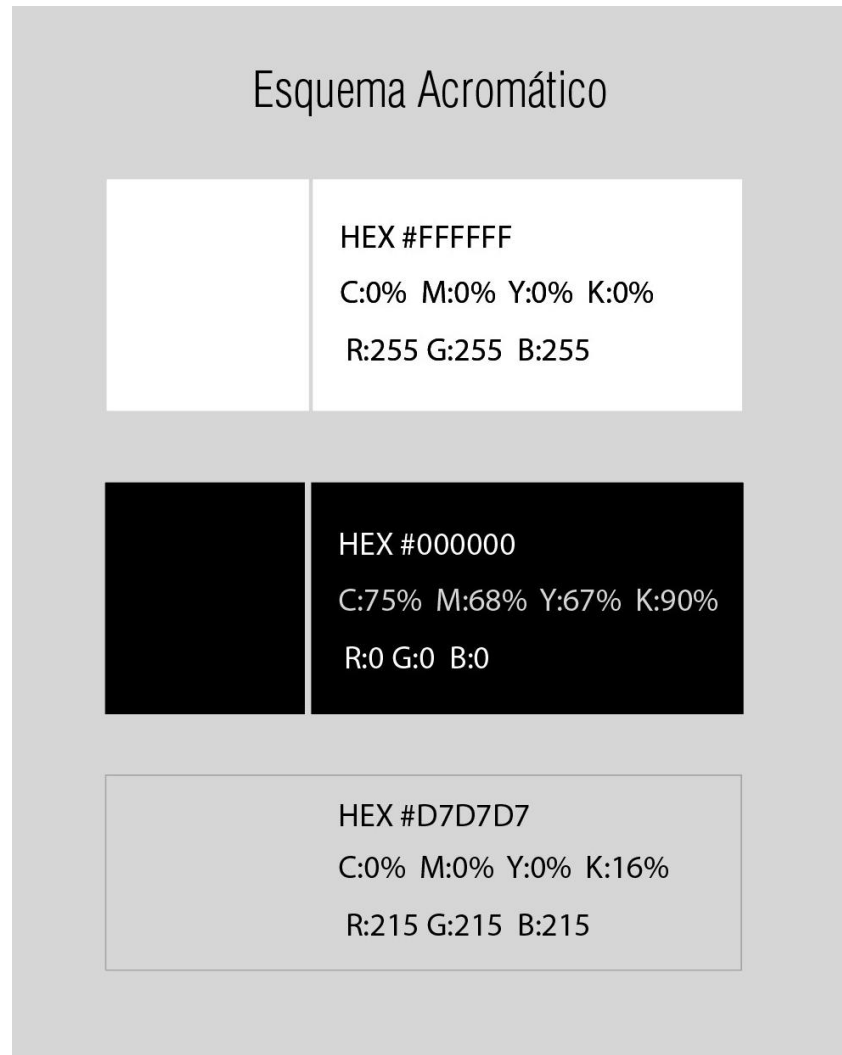 Esquema Acromático
HEX #FFFFFF
C:0% M:0% Y:0% K:0%
R:255 G:255 B:255
HEX #000000
C:75% M:68% Y:67% K:90%
R:0 G:0 B:0
HEX #D7D7D7
C:0% M:0% Y:0% K:16%
R:215 G:215 B:215